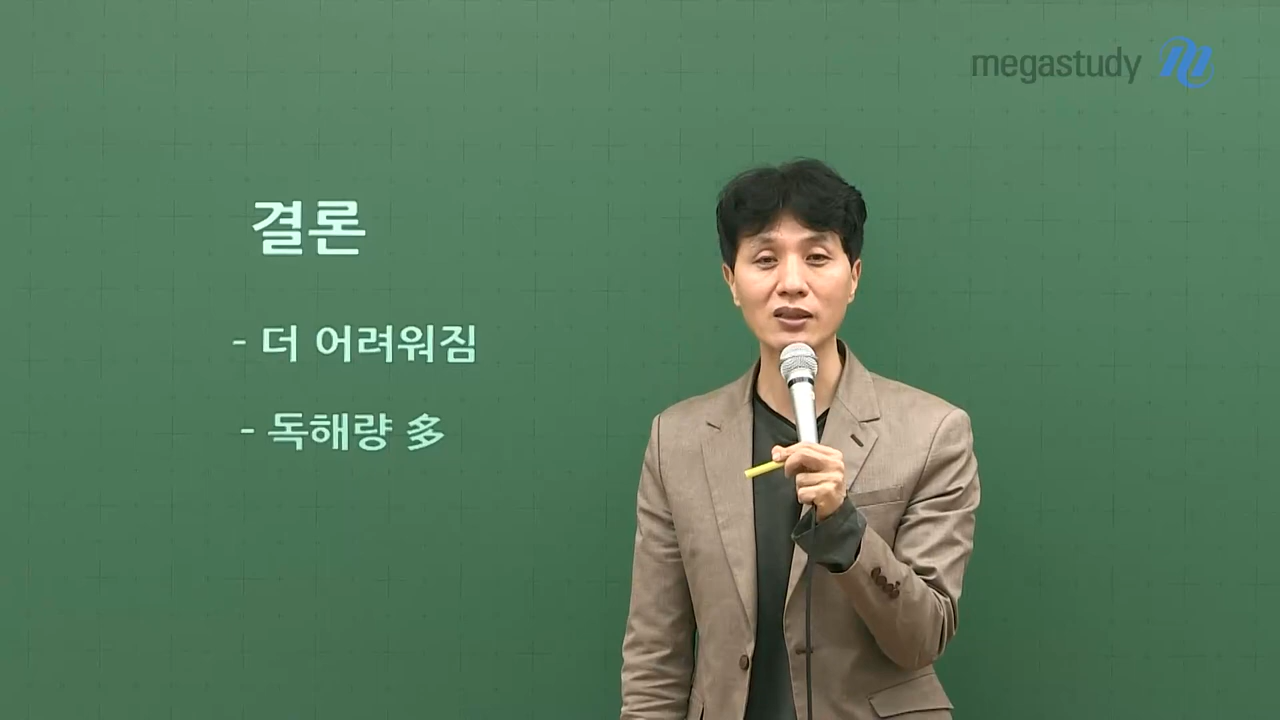 megastudy
결론
- 더 어려워짐
- 독해량 多